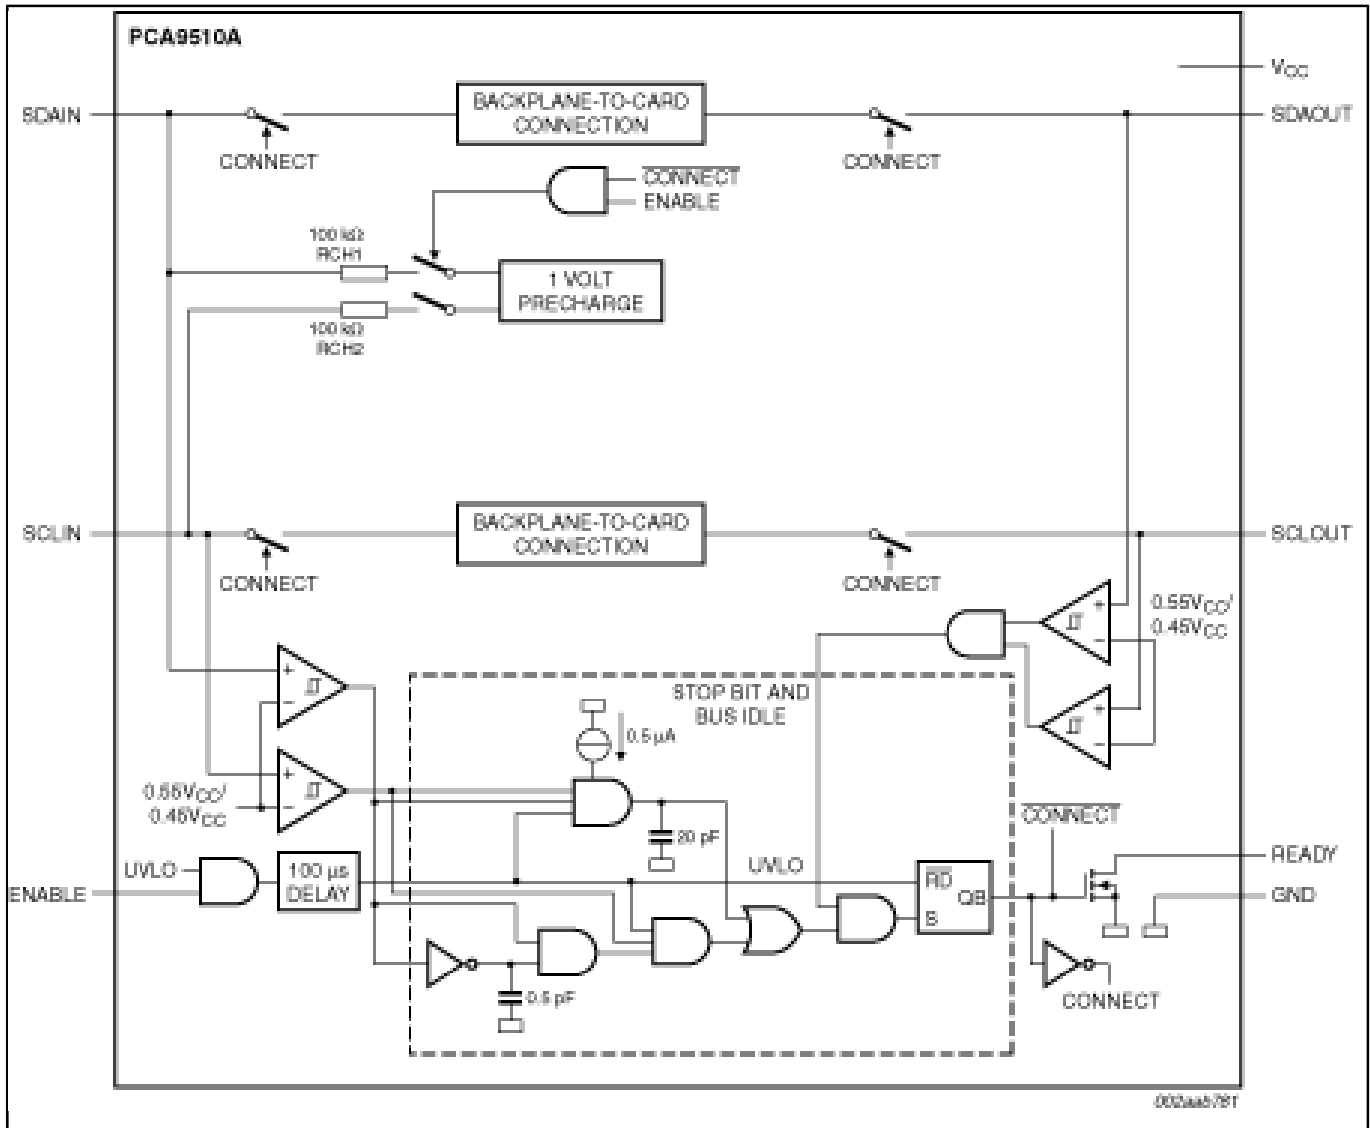 PCA9510A
VCC
SDAIN
BACKPLANE-TO-CARD
CONNECTION
SDAOUT
CONNECT
CONNECT
CONNECT
ENABLE
100 kΩ
RCH1
1 VOLT
PRECHARGE
100 kΩ
RCH2
SCLIN
BACKPLANE-TO-CARD
CONNECTION
SCLOUT
CONNECT
CONNECT
0.55VCC/
0.45VCC
+
−
+
−
STOP BIT AND
BUS IDLE
0.5 µA
+
−
+
−
0.55VCC/
0.45VCC
20 pF
CONNECT
UVLO
100 µs
DELAY
UVLO
READY
ENABLE
RD
QB
S
GND
0.5 pF
CONNECT
002aab781